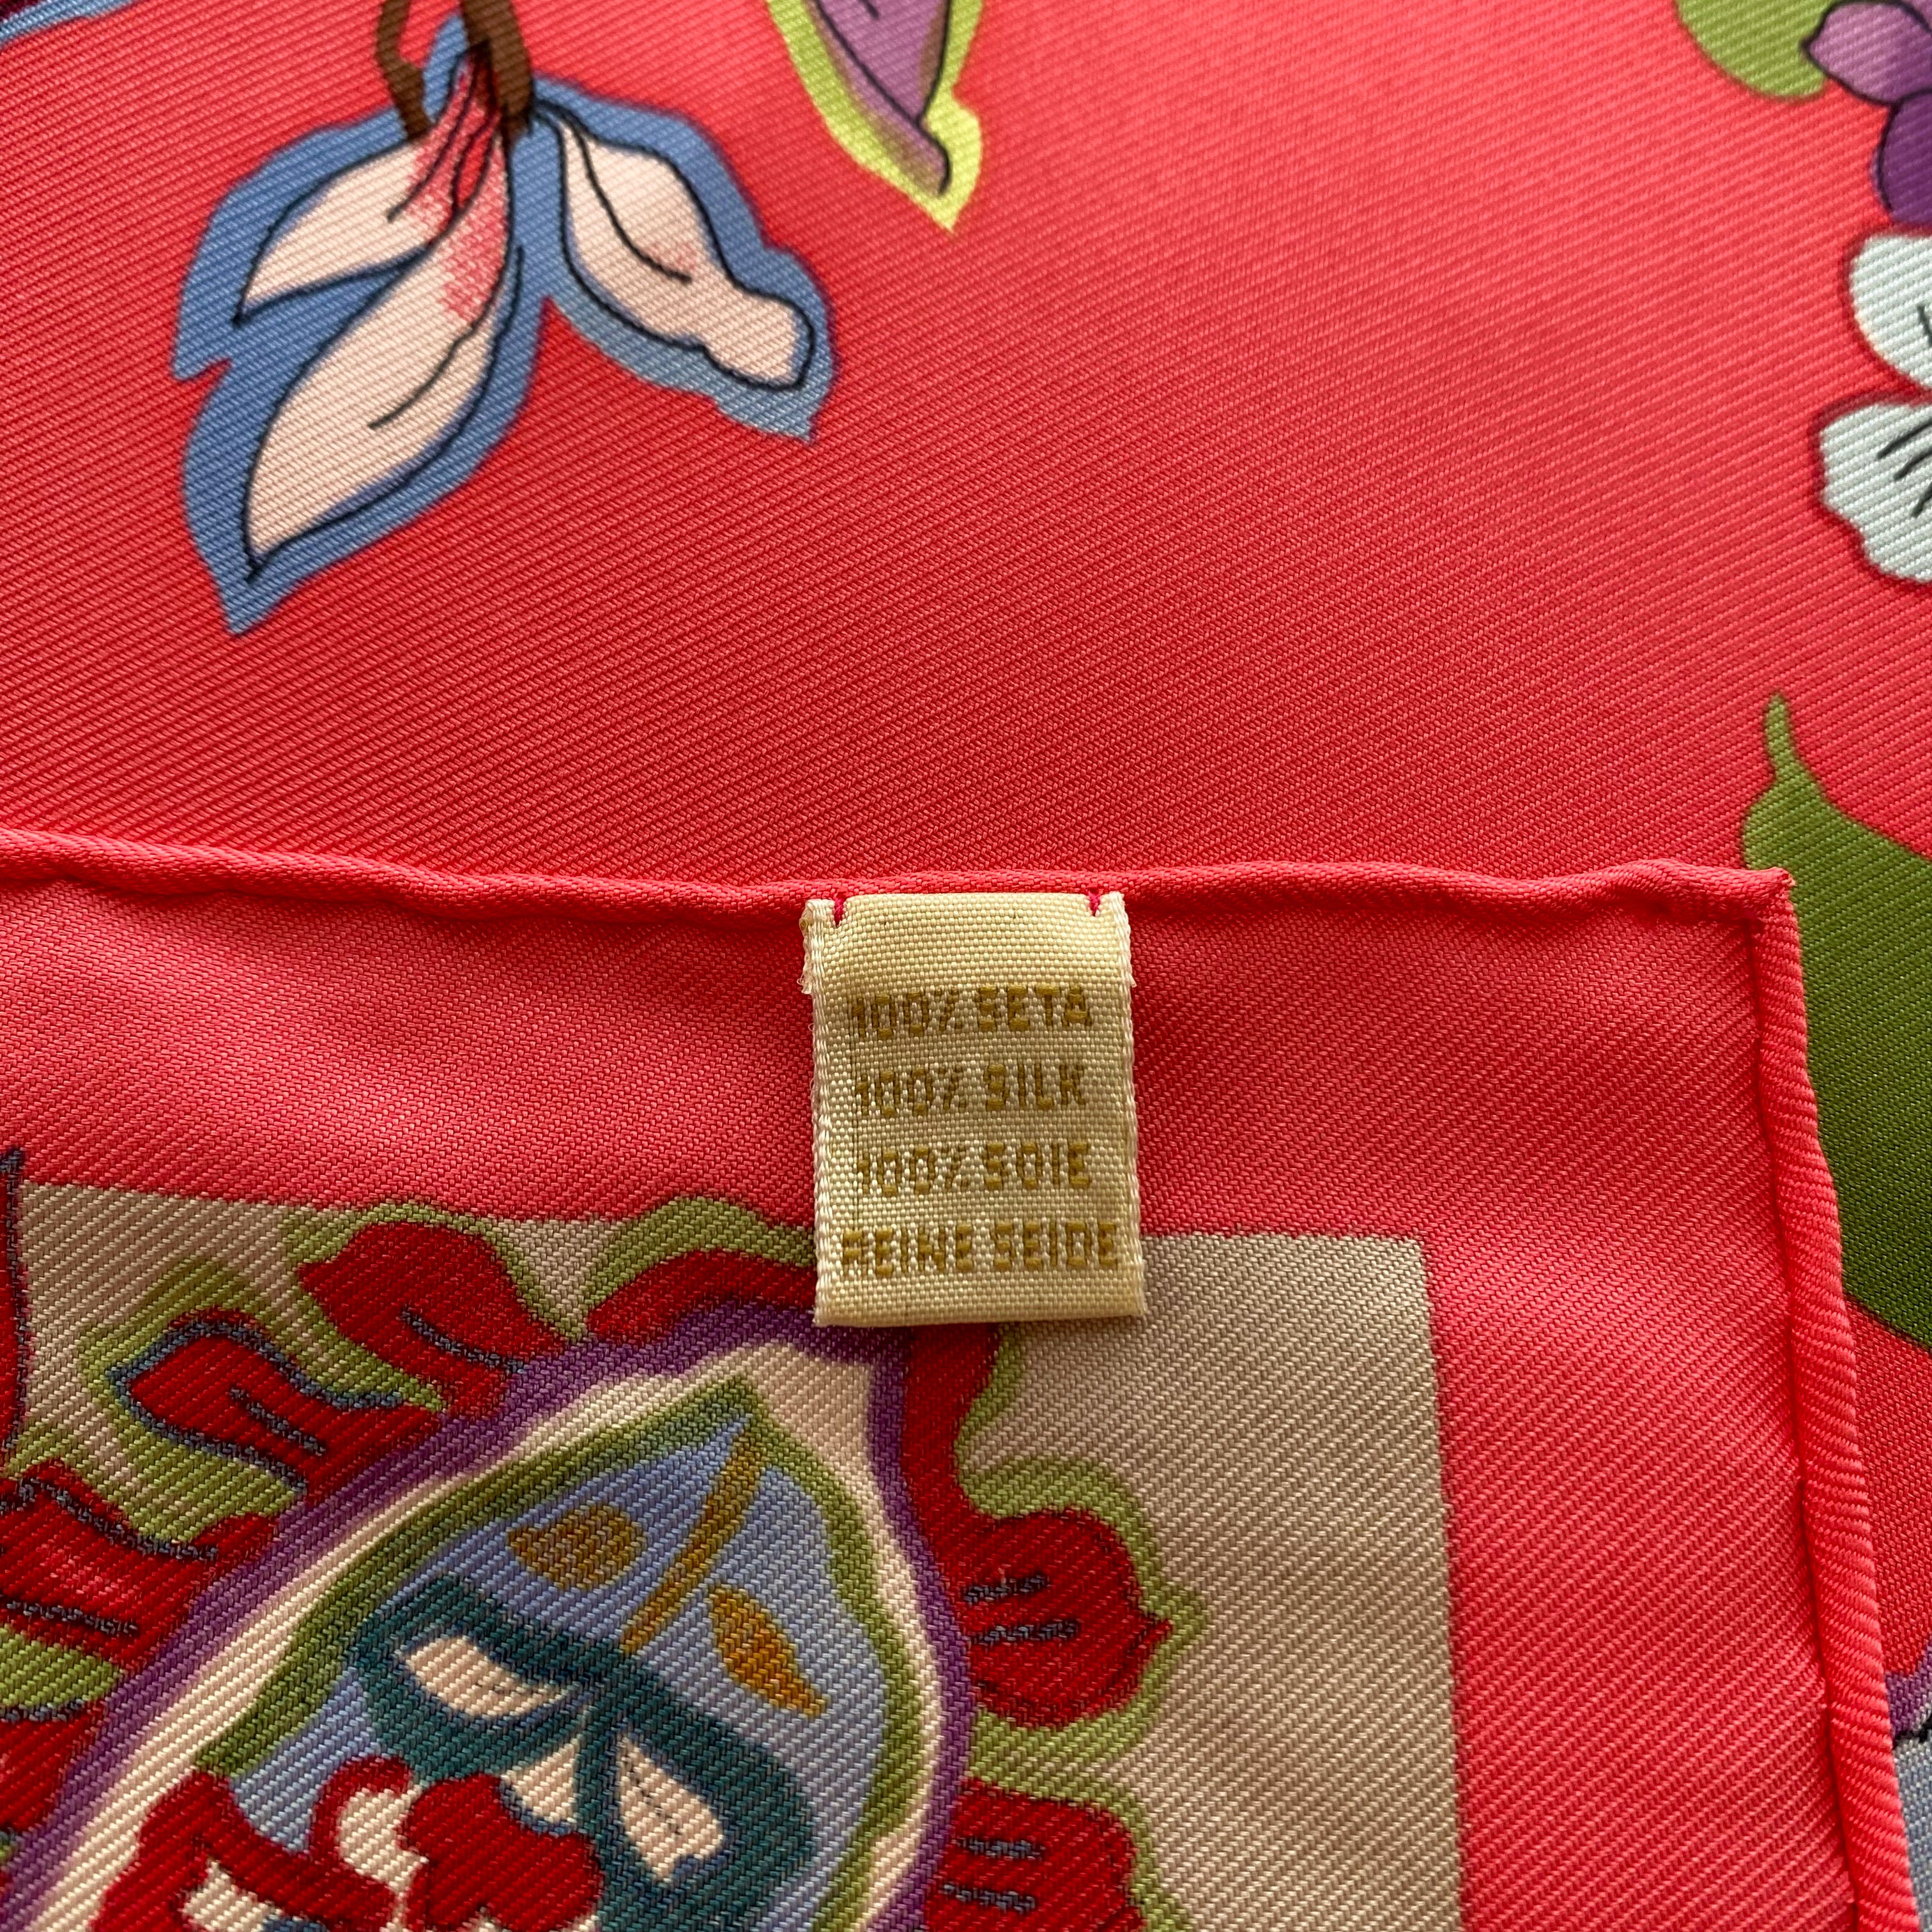 100% SETA
100% SILK
100% SOIE
REINE SEIDE